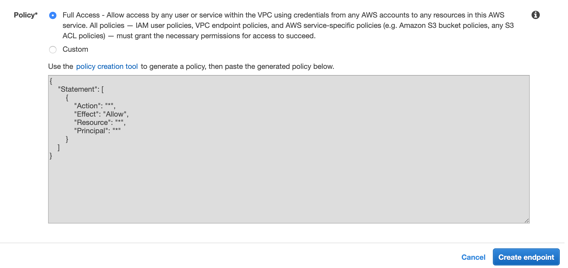 Policy* Full Access - Allow access by any user or service within the VPC using credentials from any AWS accounts to any resources in this AWS
service. All policies — IAM user policies, VPC endpoint policies, and AWS service-specific policies (e.g. Amazon S3 bucket policies, any S3
ACL policies) — must grant the necessary permissions for access to succeed.
Custom
Use the policy creation tool to generate a policy, then paste the generated policy below.
{
"Statement": [
{
"Action": "*",
"Effect": "Allow",
"Resource": "*",
"Principal": "*"
}
]
}
Cancel Create endpoint